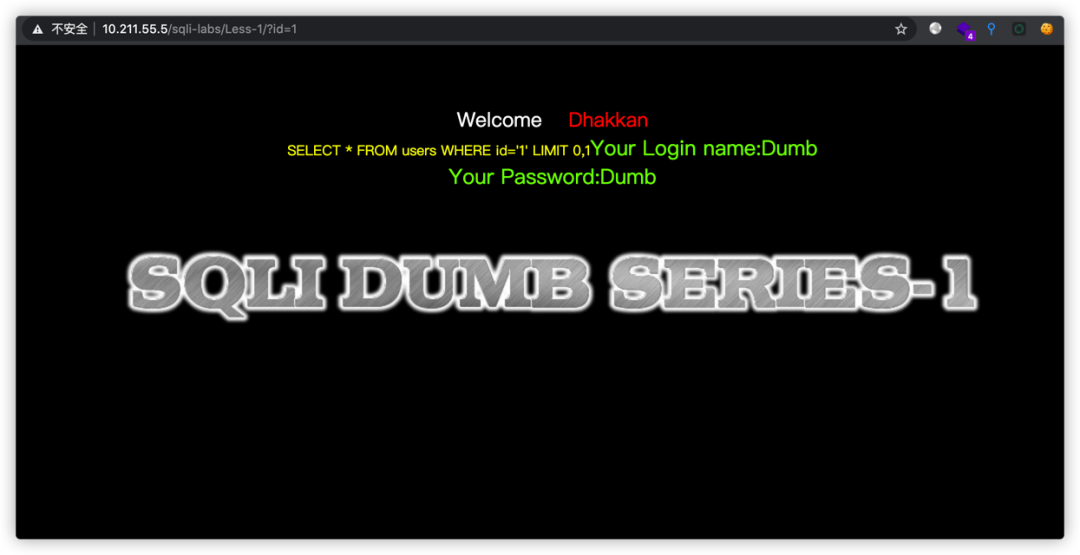 不安全 10.211.55.5/sqli-labs/Less-1/?id=1
4
Welcome Dhakkan
SELECT * FROM users WHERE id='1' LIMIT 0,1Your Login name:Dumb
Your Password:Dumb
SQLI DUMB SERIES-1